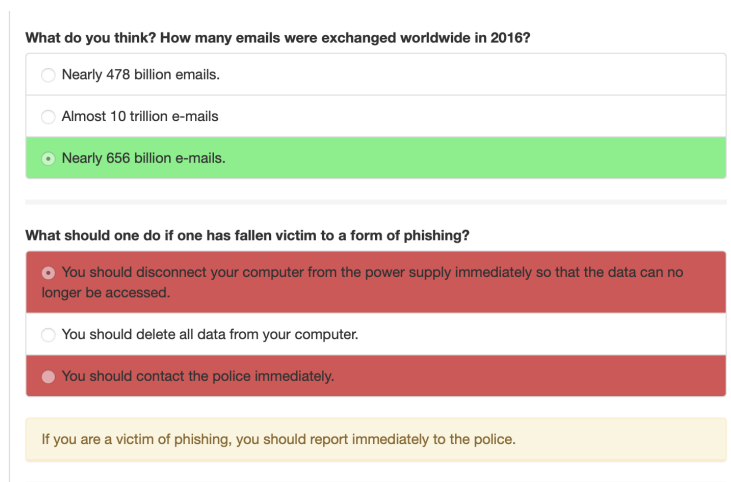 What do you think? How many emails were exchanged worldwide in 2016?
Nearly 478 billion emails.
Almost 10 trillion e-mails
Nearly 656 billion e-mails.
What should one do if one has fallen victim to a form of phishing?
You should disconnect your computer from the power supply immediately so that the data can no
longer be accessed.
You should delete all data from your computer.
You should contact the police immediately.
If you are a victim of phishing, you should report immediately to the police.